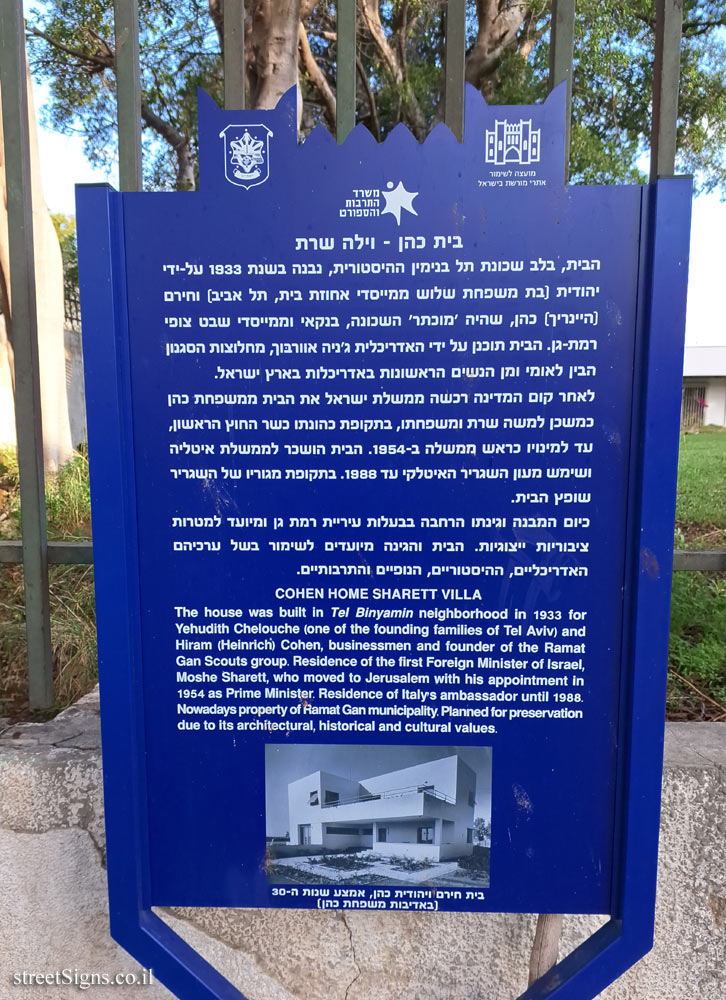 מועצה לשימור
אתרי מורשת בישראל
משרד
התרבות
והספורט
בית כהן - וילה שרת
הבית, בלב שכונת תל בנימין ההיסטורית, נבנה בשנת 1933 על-ידי
יהודית (בת משפחת שלוש ממייסדי אחוזת בית, תל אביב) וחירם
(היינריך) כהן, שהיה 'מוכתר' השכונה, בנקאי וממייסדי שבט צופי
רמת-גן. הבית תוכנן על ידי האדריכלית ג'ניה אוורבוך, מחלוצות הסגנון
הבין לאומי ומן הנשים הראשונות באדריכלות בארץ ישראל.
לאחר קום המדינה רכשה ממשלת ישראל את הבית ממשפחת כהן
כמשכן למשה שרת ומשפחתו, בתקופת כהונתו כשר החוץ הראשון,
עד למינויו כראש ממשלה ב-1954. הבית הושכר לממשלת איטליה
ושימש מעון השגריר האיטלקי עד 1988. בתקופת מגוריו של השגריר
שופץ הבית.
כיום המבנה וגינתו הרחבה בבעלות עיריית רמת גן ומיועד למטרות
ציבוריות ייצוגיות. הבית והגינה מיועדים לשימור בשל ערכיהם
האדריכליים, ההיסטוריים, הנופיים והתרבותיים.
COHEN HOME SHARETT VILLA
The house was built in Tel Binyamin neighborhood in 1933 for
Yehudith Chelouche (one of the founding families of Tel Aviv) and
Hiram (Heinrich) Cohen, businessmen and founder of the Ramat
Gan Scouts group. Residence of the first Foreign Minister of Israel,
Moshe Sharett, who moved to Jerusalem with his appointment in
1954 as Prime Minister. Residence of Italy's ambassador until 1988.
Nowadays property of Ramat Gan municipality. Planned for preservation
due to its architectural, historical and cultural values.
בית חירם ויהודית כהן, אמצע שנות ה-30
(באדיבות משפחת כהן)
streetSigns.co.il